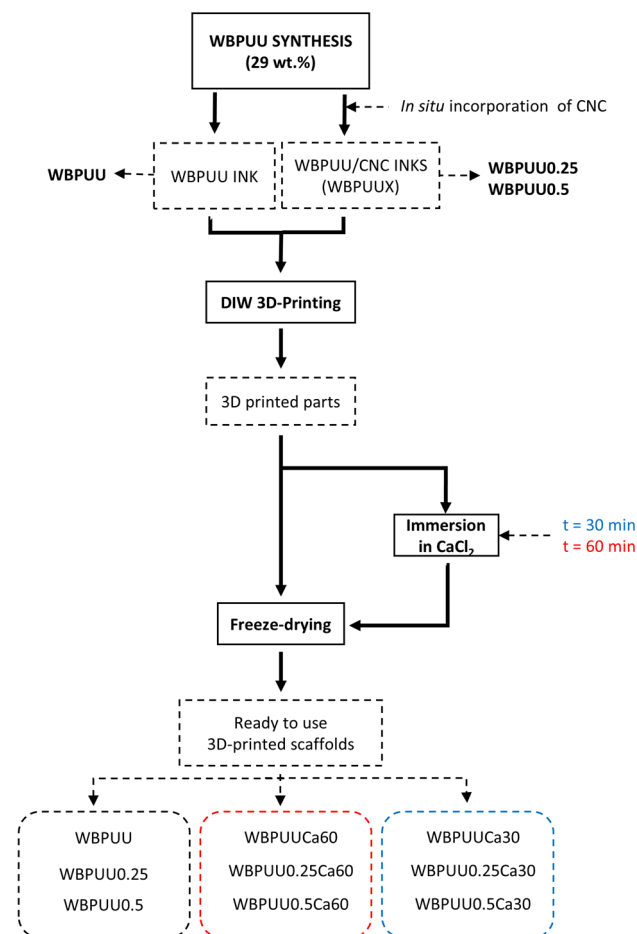 WBPUU SYNTHESIS
(29 wt.%)
In situ incorporation of CNC
WBPUU
WBPUU INK
WBPUU/CNC INKS
(WBPUUX)
WBPUU0.25
WBPUU0.5
DIW 3D-Printing
3D printed parts
Immersion
in CaCl₂
t = 30 min
t = 60 min
Freeze-drying
Ready to use
3D-printed scaffolds
WBPUU
WBPUU0.25
WBPUU0.5
WBPUUCa60
WBPUU0.25Ca60
WBPUU0.5Ca60
WBPUUCa30
WBPUU0.25Ca30
WBPUU0.5Ca30